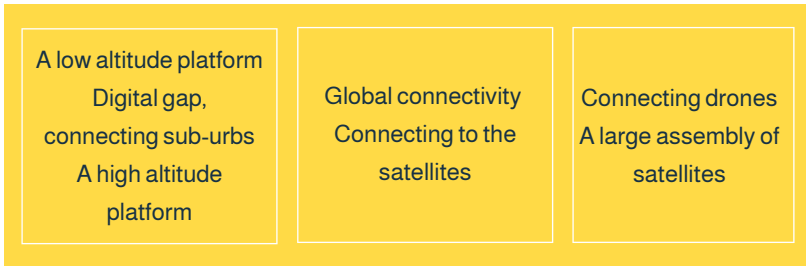 A low altitude platform
Digital gap,
connecting sub-urbs
A high altitude
platform
Global connectivity
Connecting to the
satellites
Connecting drones
A large assembly of
satellites